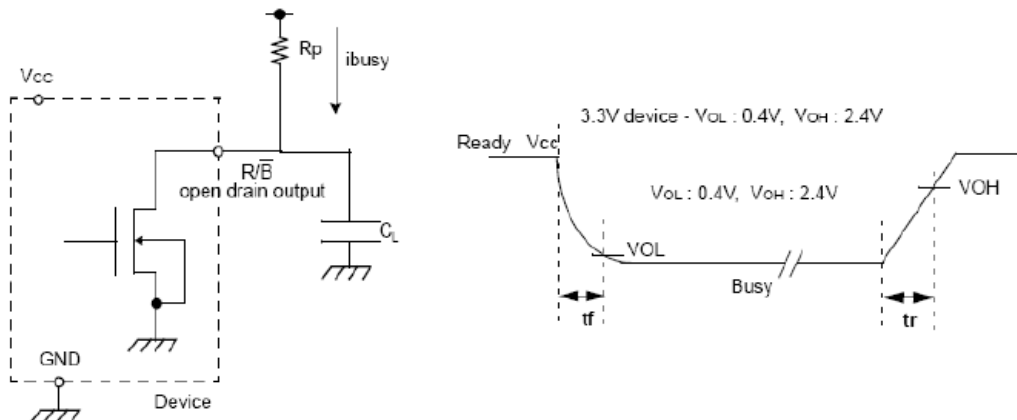 Rp
ibusy
Vcc
R/B̅
open drain output
CL
GND
Device
3.3V device - VOL : 0.4V, VOH : 2.4V
Ready Vcc
VOL : 0.4V, VOH : 2.4V
VOH
VOL
Busy
tf
tr